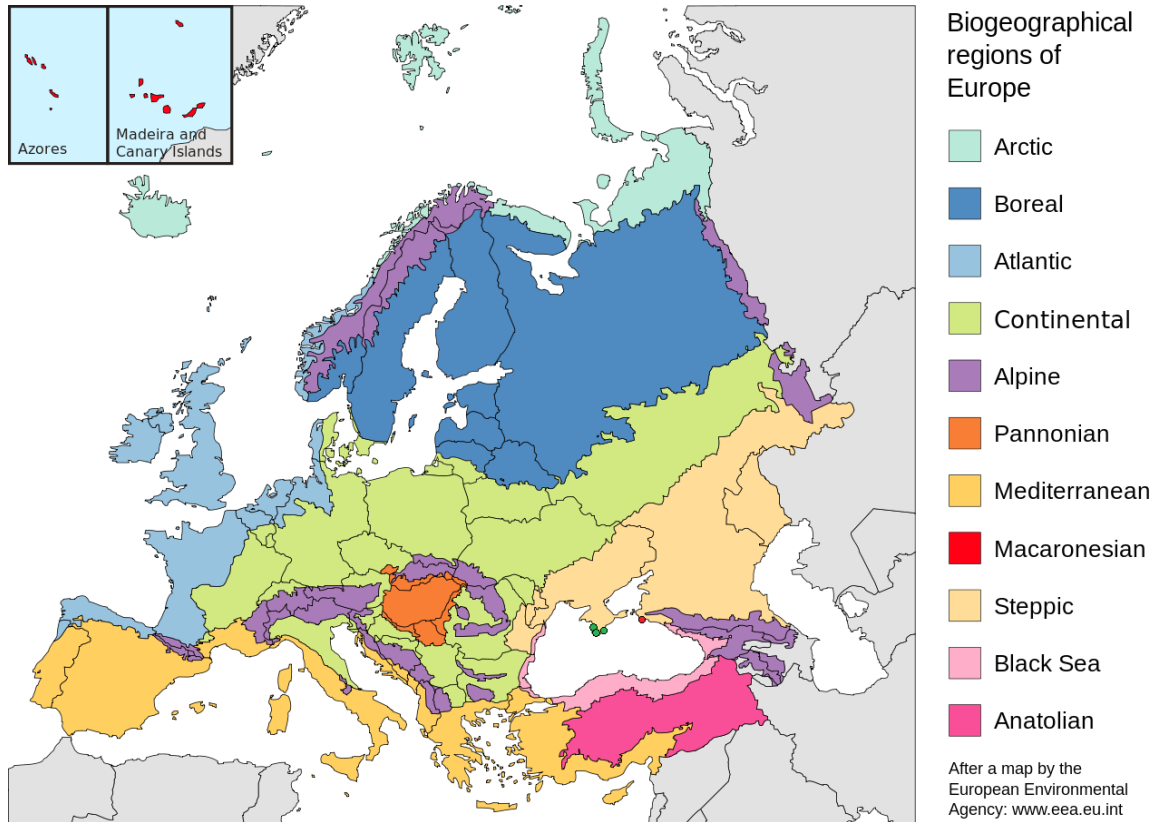 Azores
Madeira and
Canary Islands
Biogeographical
regions of
Europe
Arctic
Boreal
Atlantic
Continental
Alpine
Pannonian
Mediterranean
Macaronesian
Steppic
Black Sea
Anatolian
After a map by the
European Environmental
Agency: www.eea.eu.int